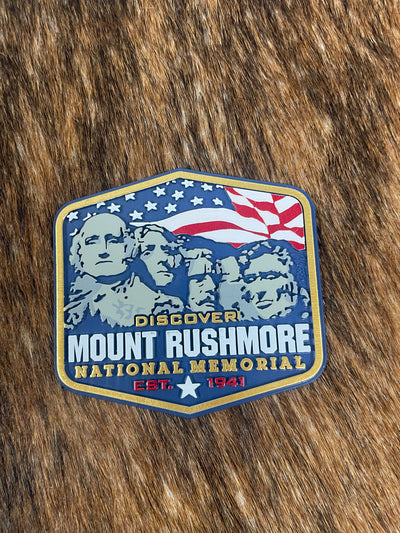 DISCOVER
MOUNT RUSHMORE
NATIONAL MEMORIAL
EST. 1941